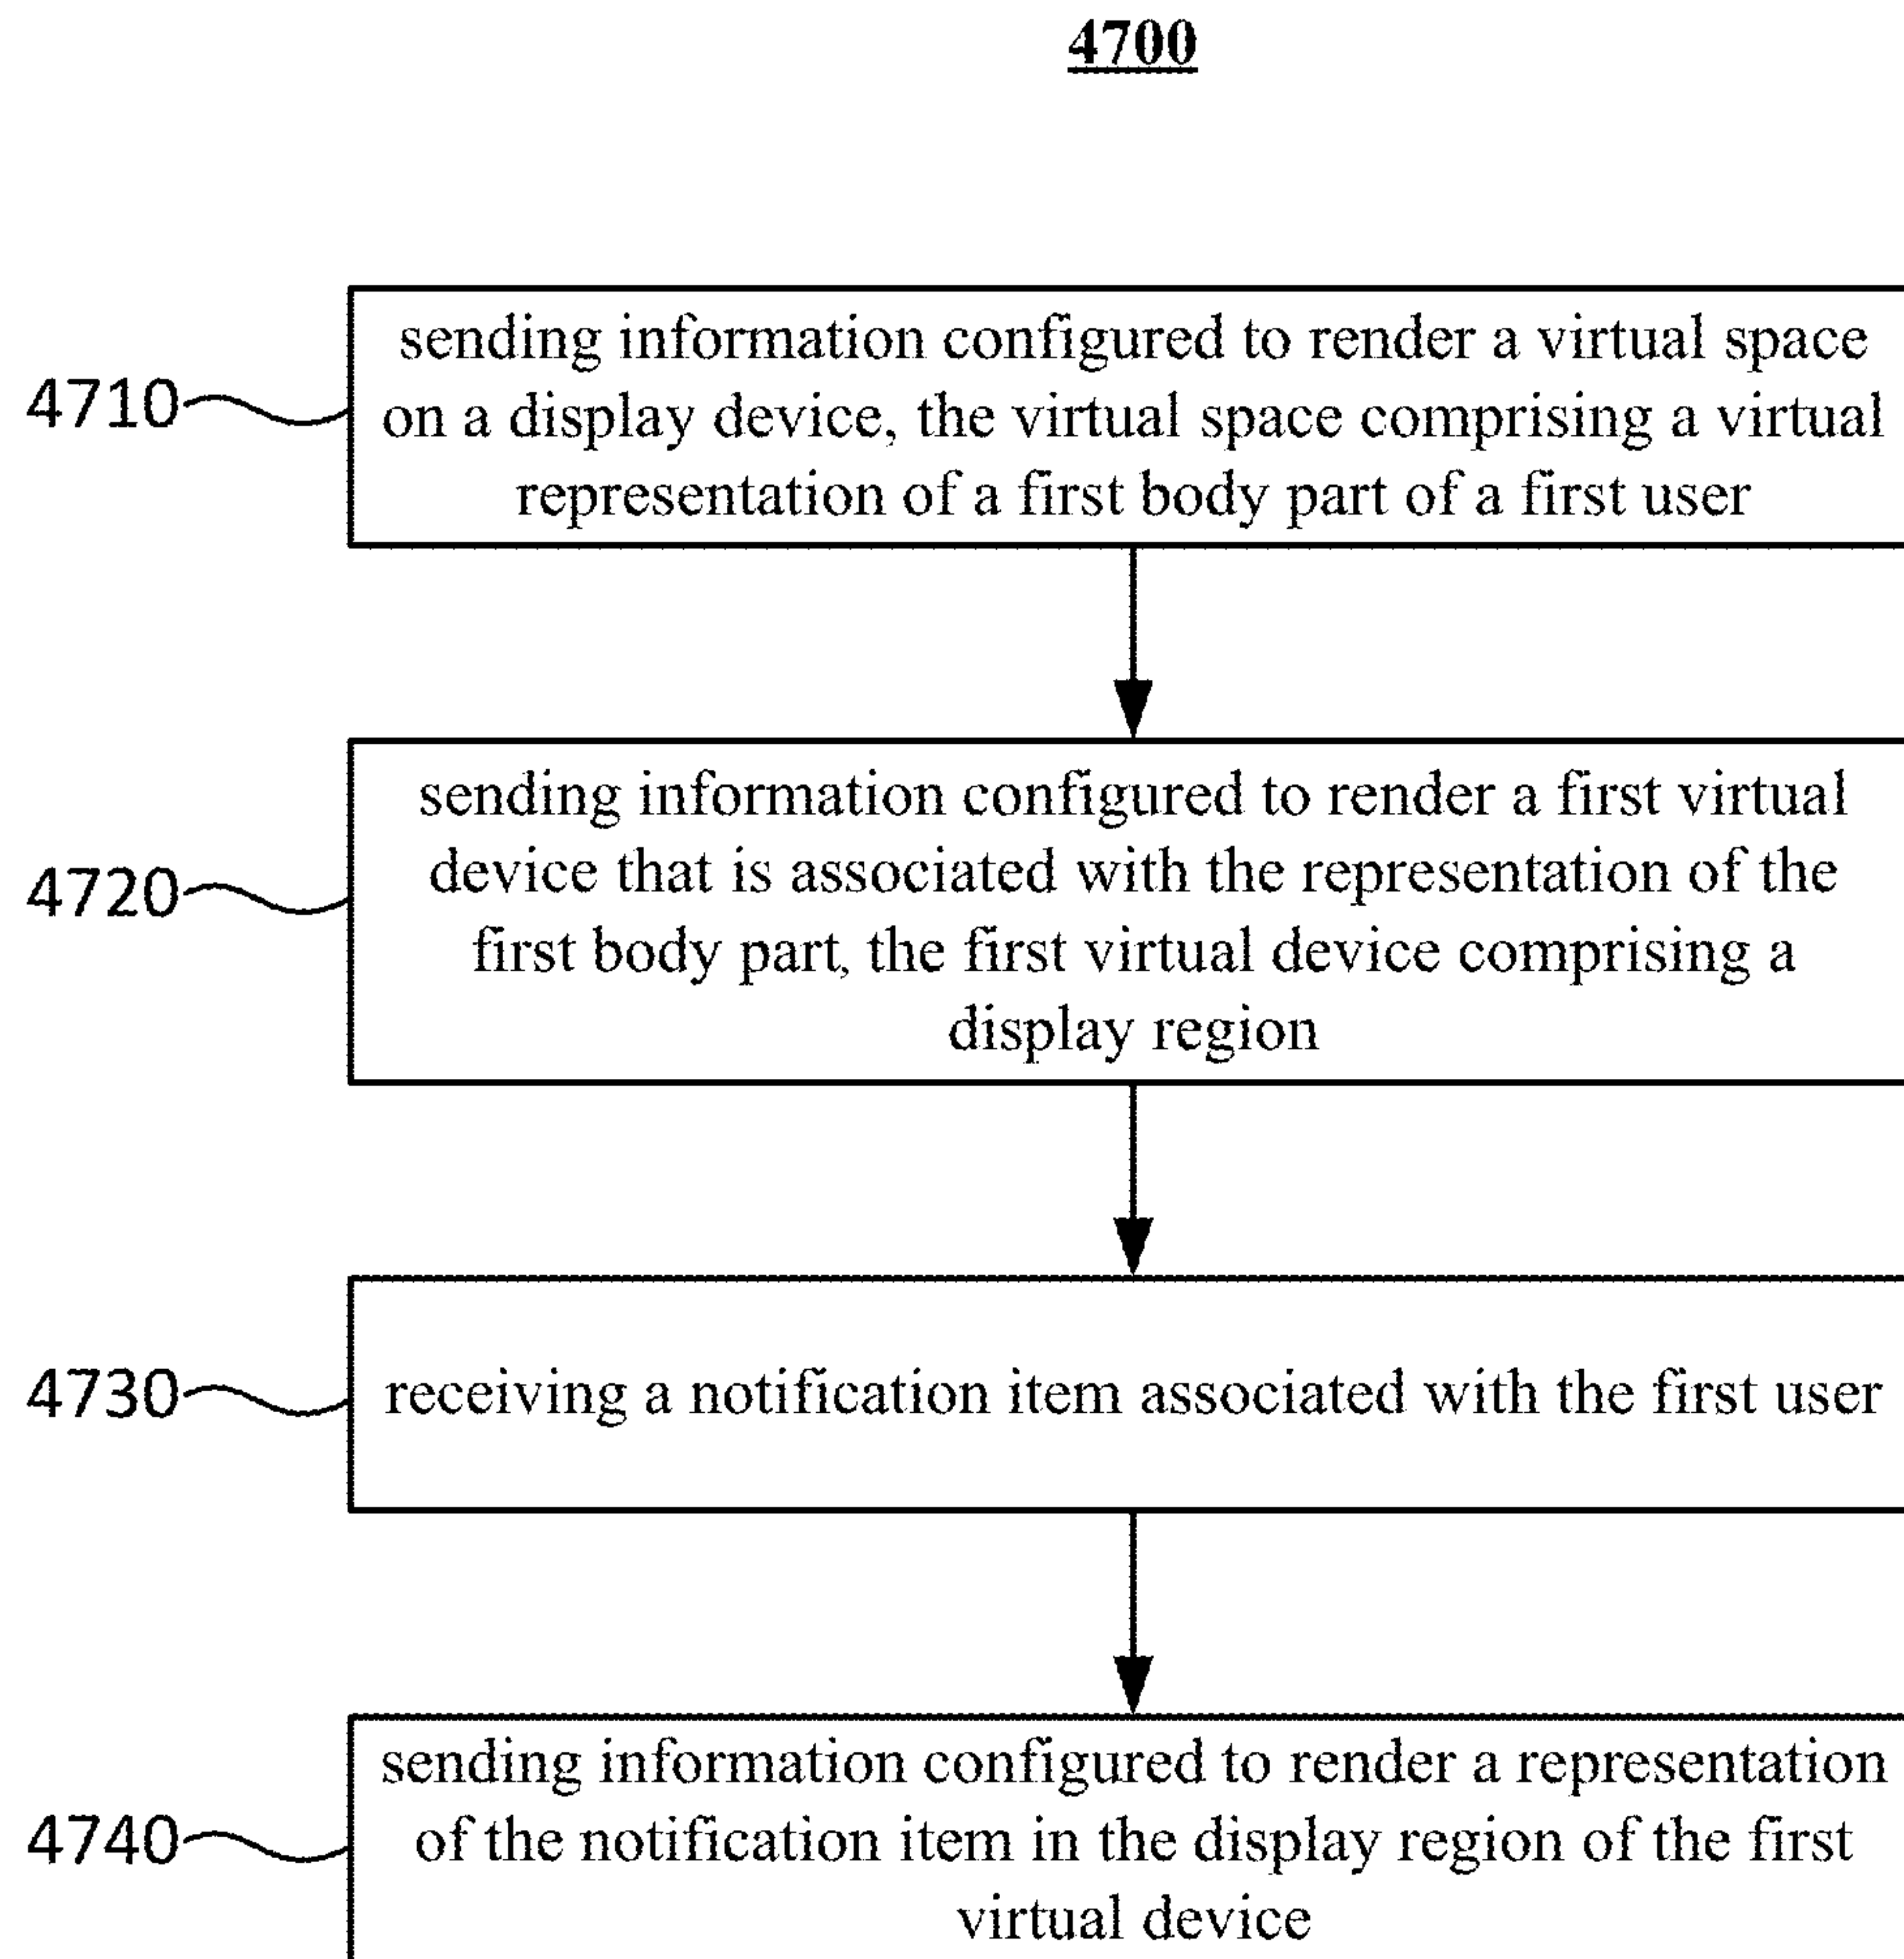 4700
4710
sending information configured to render a virtual space
on a display device, the virtual space comprising a virtual
representation of a first body part of a first user
4720
sending information configured to render a first virtual
device that is associated with the representation of the
first body part, the first virtual device comprising a
display region
4730
receiving a notification item associated with the first user
4740
sending information configured to render a representation
of the notification item in the display region of the first
virtual device